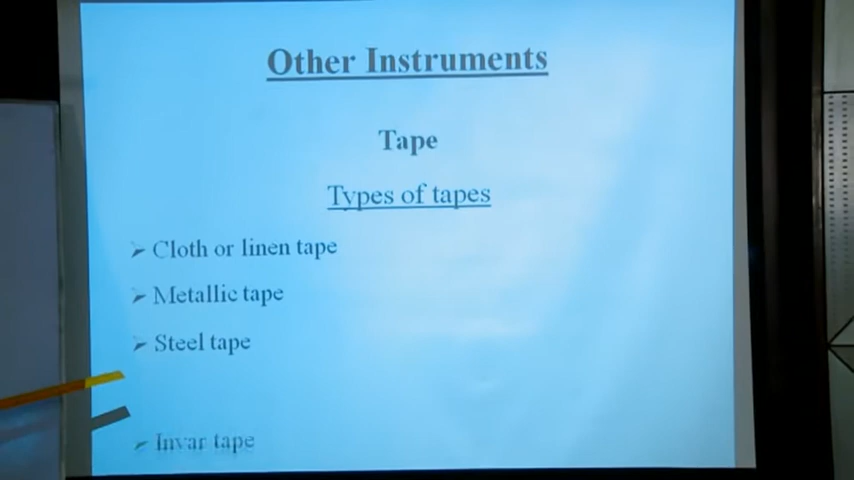 Other Instruments
Tape
Types of tapes
➢ Cloth or linen tape
➢ Metallic tape
➢ Steel tape
➢ Invar tape